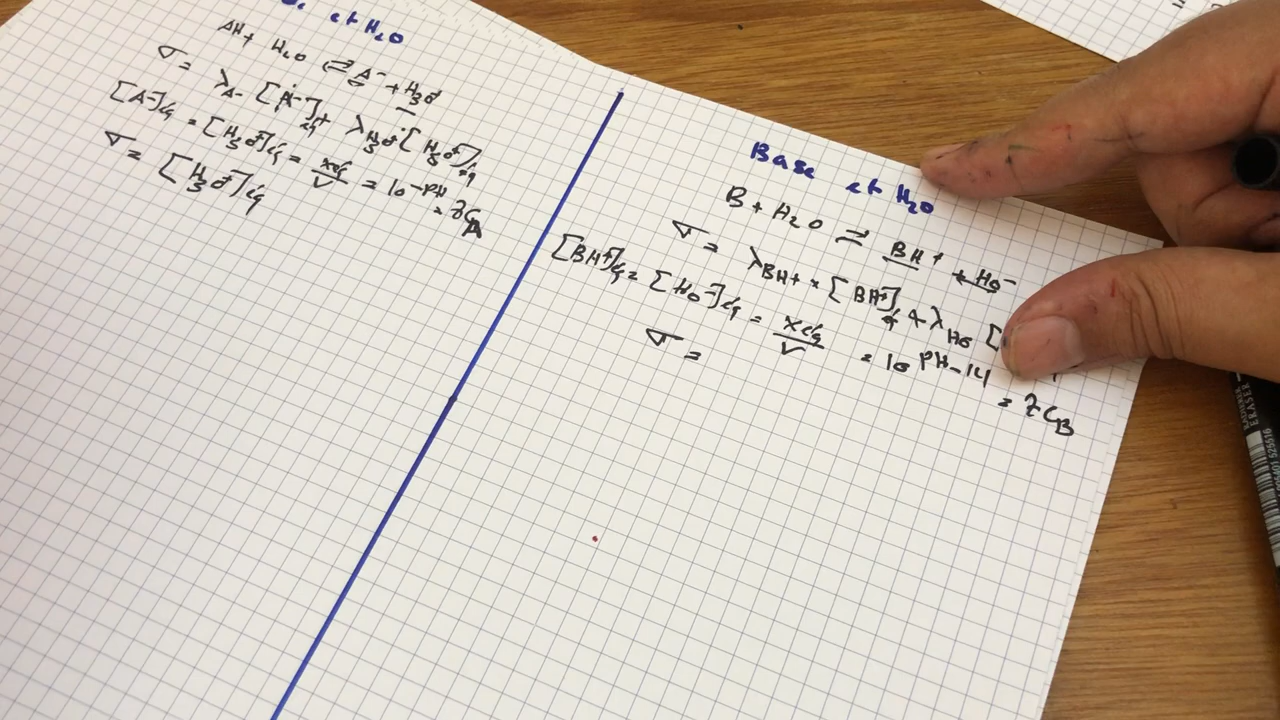 et H₂O
AH + H₂O ⇌ A⁻ + H₃O⁺
σ = λA⁻ [A⁻]éq + λH₃O⁺ · [H₃O⁺]éq
[A⁻]éq = [H₃O⁺]éq = xéq/V = 10^-PH = τCA
σ = [H₃O⁺]éq
Base et H₂O
B + H₂O ⇌ BH⁺ + HO⁻
σ = λBH⁺ × [BH⁺]éq + λHO [
[BH⁺]éq = [HO⁻]éq = xéq/V = 10^PH-14 = τCB
σ =
ERASER